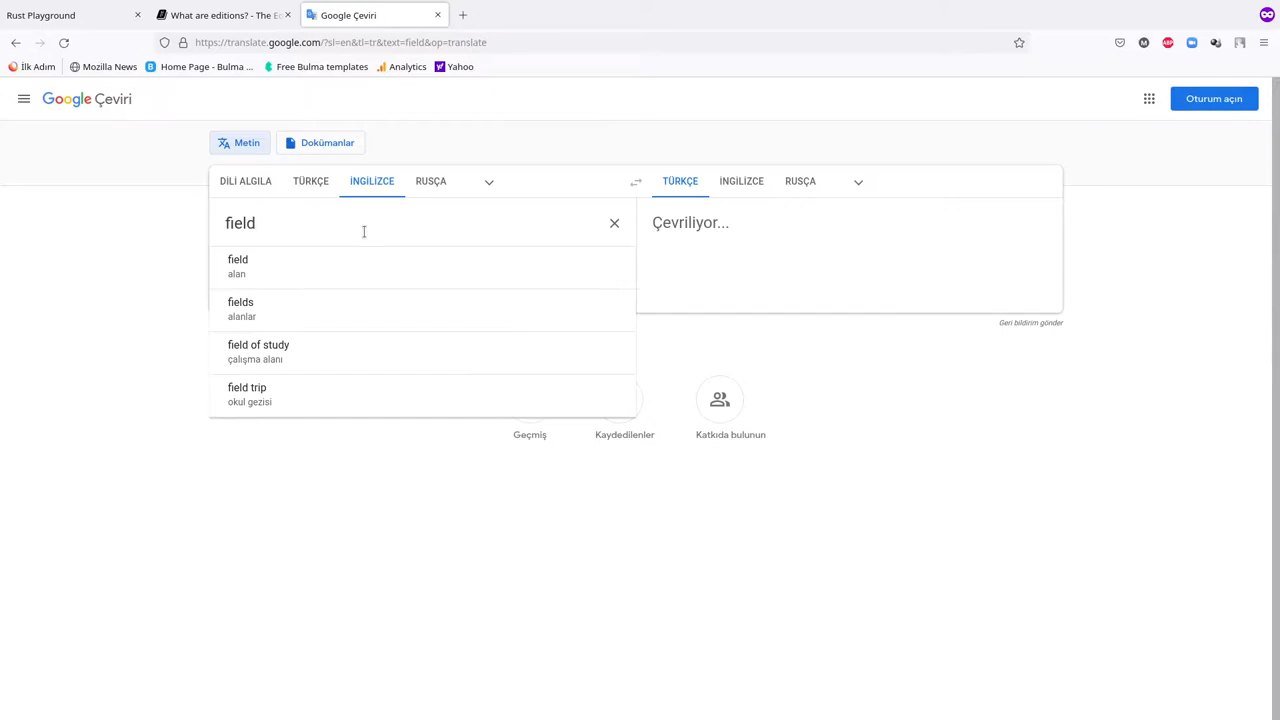 Rust Playground
What are editions? - The Ec
Google Çeviri
https://translate.google.com/?sl=en&tl=tr&text=field&op=translate
İlk Adım
Mozilla News
Home Page - Bulma ...
Free Bulma templates
Analytics
Yahoo
Google Çeviri
Oturum açın
Metin
Dokümanlar
DİLİ ALGILA
TÜRKÇE
İNGİLİZCE
RUSÇA
TÜRKÇE
İNGİLİZCE
RUSÇA
field
Çevriliyor...
field
alan
fields
alanlar
field of study
çalışma alanı
field trip
okul gezisi
Geri bildirim gönder
Geçmiş
Kaydedilenler
Katkıda bulunun